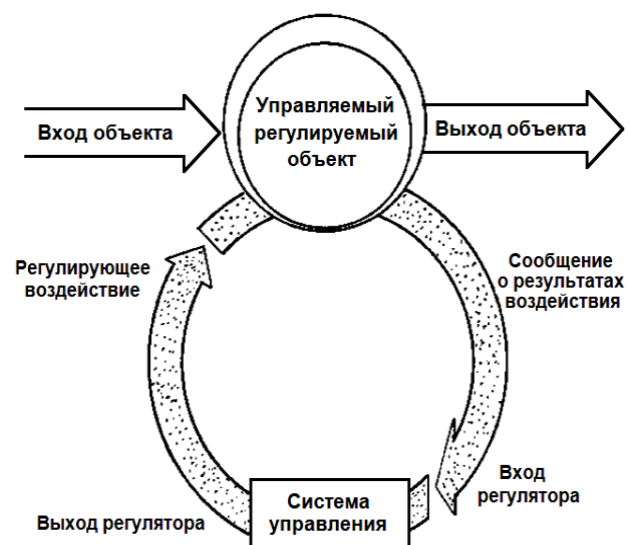 Управляемый
регулируемый
объект
Вход объекта
Выход объекта
Регулирующее
воздействие
Сообщение
о результатах
воздействия
Вход
регулятора
Система
управления
Выход регулятора